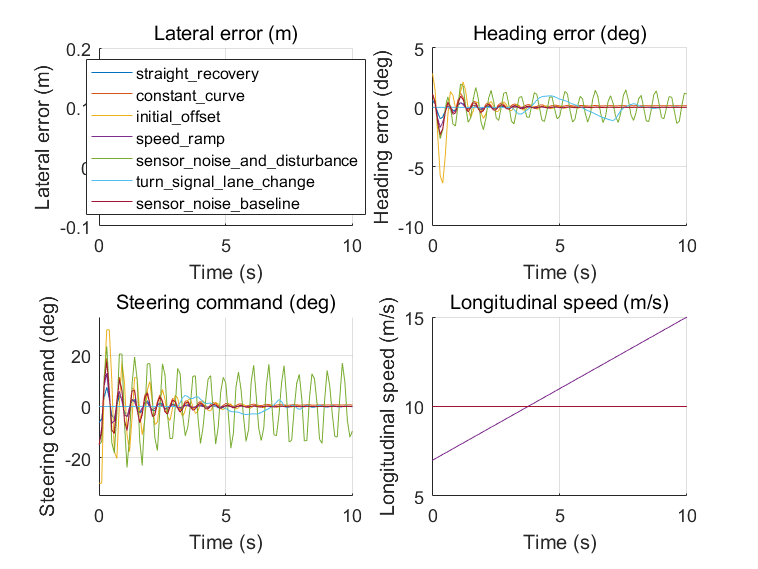 Lateral error (m)
Lateral error (m)
0.2
0.1
0
-0.1
straight_recovery
constant_curve
initial_offset
speed_ramp
sensor_noise_and_disturbance
turn_signal_lane_change
sensor_noise_baseline
0
5
10
Time (s)
Heading error (deg)
Heading error (deg)
5
0
-5
-10
0
5
10
Time (s)
Steering command (deg)
Steering command (deg)
20
0
-20
0
5
10
Time (s)
Longitudinal speed (m/s)
Longitudinal speed (m/s)
15
10
5
0
5
10
Time (s)